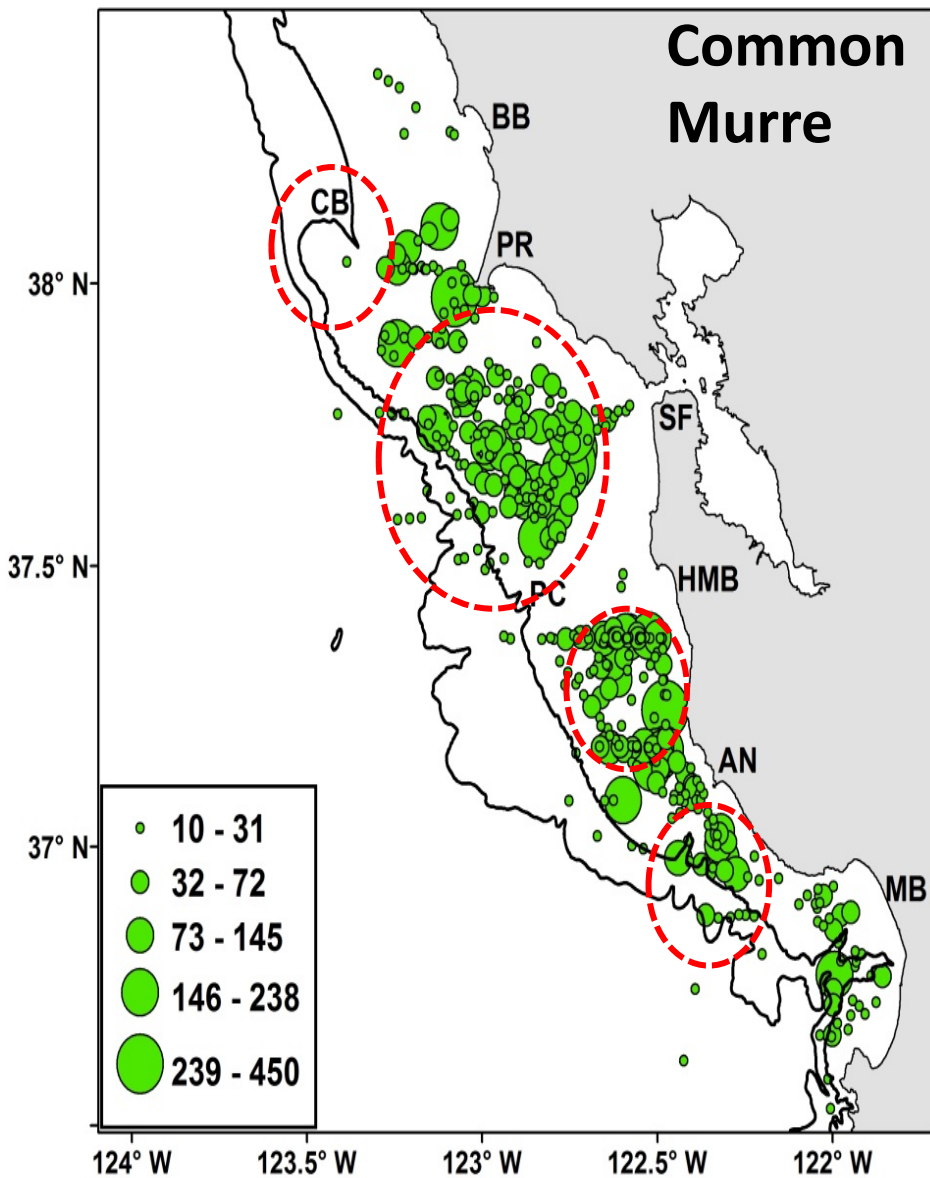 Common
Murre
BB
CB
PR
38° N
SF
37.5° N
HMB
PC
AN
10 - 31
37° N
32 - 72
MB
73 - 145
146 - 238
239 - 450
124° W
123.5° W
123° W
122.5° W
122° W